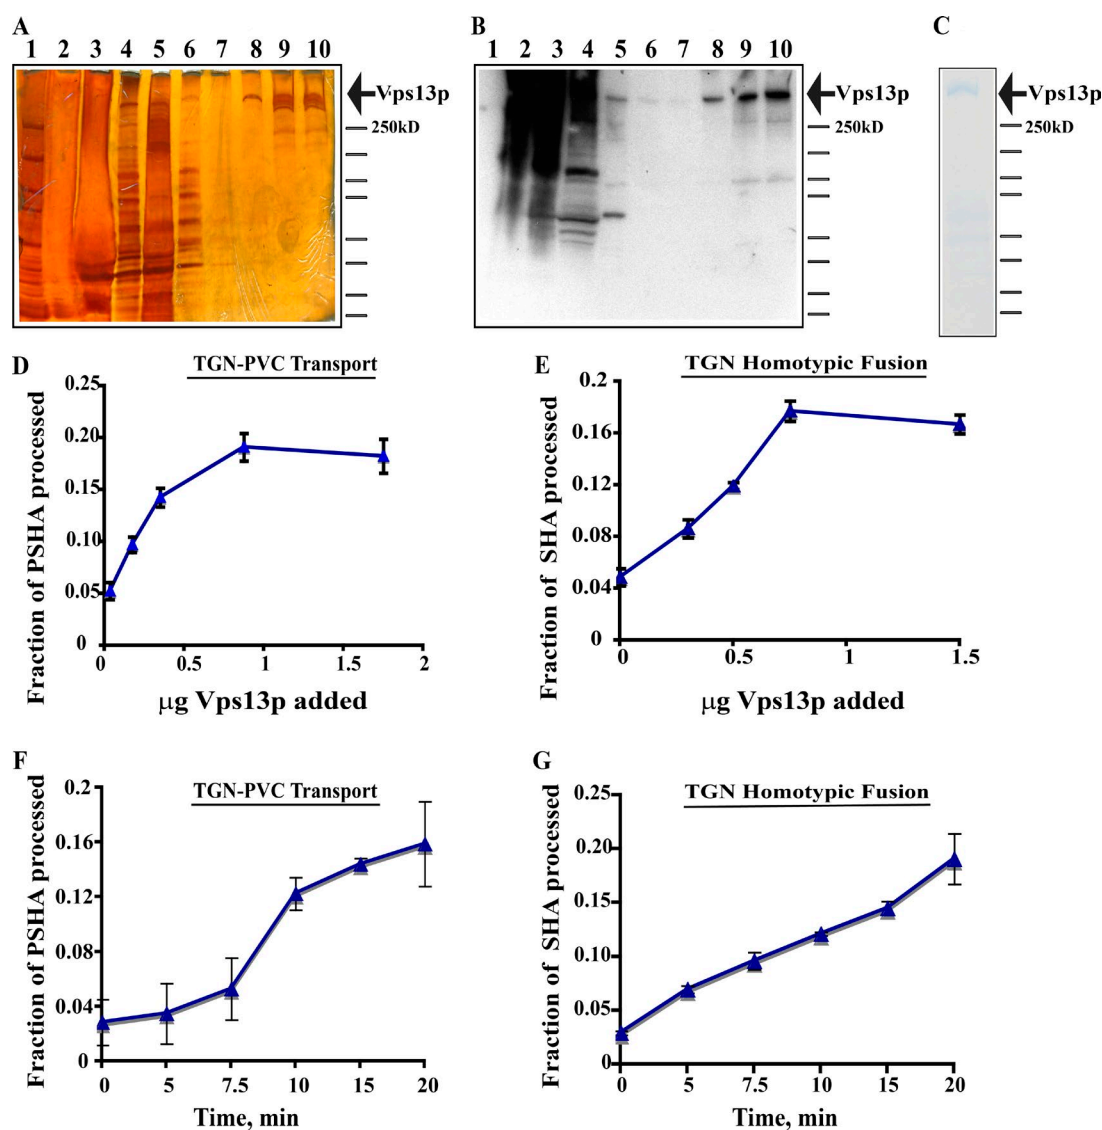 A
1 2 3 4 5 6 7 8 9 10
Vps13p
250kD
B
1 2 3 4 5 6 7 8 9 10
Vps13p
250kD
C
Vps13p
250kD
D
TGN-PVC Transport
Fraction of PSHA processed
0.25
0.20
0.15
0.10
0.05
0
0 0.5 1 1.5 2
µg Vps13p added
E
TGN Homotypic Fusion
Fraction of SHA processed
0.2
0.16
0.12
0.08
0.04
0
0 0.5 1 1.5
µg Vps13p added
F
TGN-PVC Transport
Fraction of PSHA processed
0.2
0.16
0.12
0.08
0.04
0
0 5 7.5 10 15 20
Time, min
G
TGN Homotypic Fusion
Fraction of SHA processed
0.25
0.20
0.15
0.10
0.05
0
0 5 7.5 10 15 20
Time, min